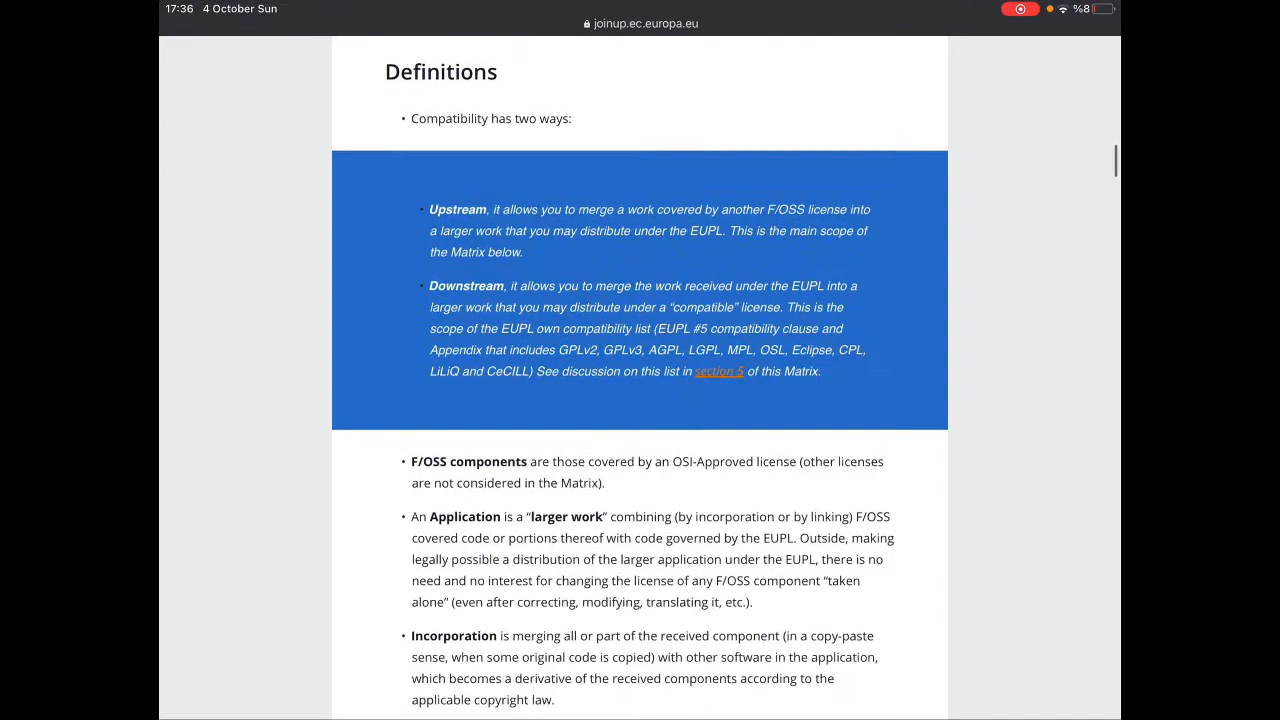 17:36 4 October Sun
%8
joinup.ec.europa.eu
Definitions
• Compatibility has two ways:
• Upstream, it allows you to merge a work covered by another F/OSS license into
a larger work that you may distribute under the EUPL. This is the main scope of
the Matrix below.
• Downstream, it allows you to merge the work received under the EUPL into a
larger work that you may distribute under a “compatible” license. This is the
scope of the EUPL own compatibility list (EUPL #5 compatibility clause and
Appendix that includes GPLv2, GPLv3, AGPL, LGPL, MPL, OSL, Eclipse, CPL,
LiLiQ and CeCILL) See discussion on this list in section 5 of this Matrix.
• F/OSS components are those covered by an OSI-Approved license (other licenses
are not considered in the Matrix).
• An Application is a “larger work” combining (by incorporation or by linking) F/OSS
covered code or portions thereof with code governed by the EUPL. Outside, making
legally possible a distribution of the larger application under the EUPL, there is no
need and no interest for changing the license of any F/OSS component “taken
alone” (even after correcting, modifying, translating it, etc.).
• Incorporation is merging all or part of the received component (in a copy-paste
sense, when some original code is copied) with other software in the application,
which becomes a derivative of the received components according to the
applicable copyright law.